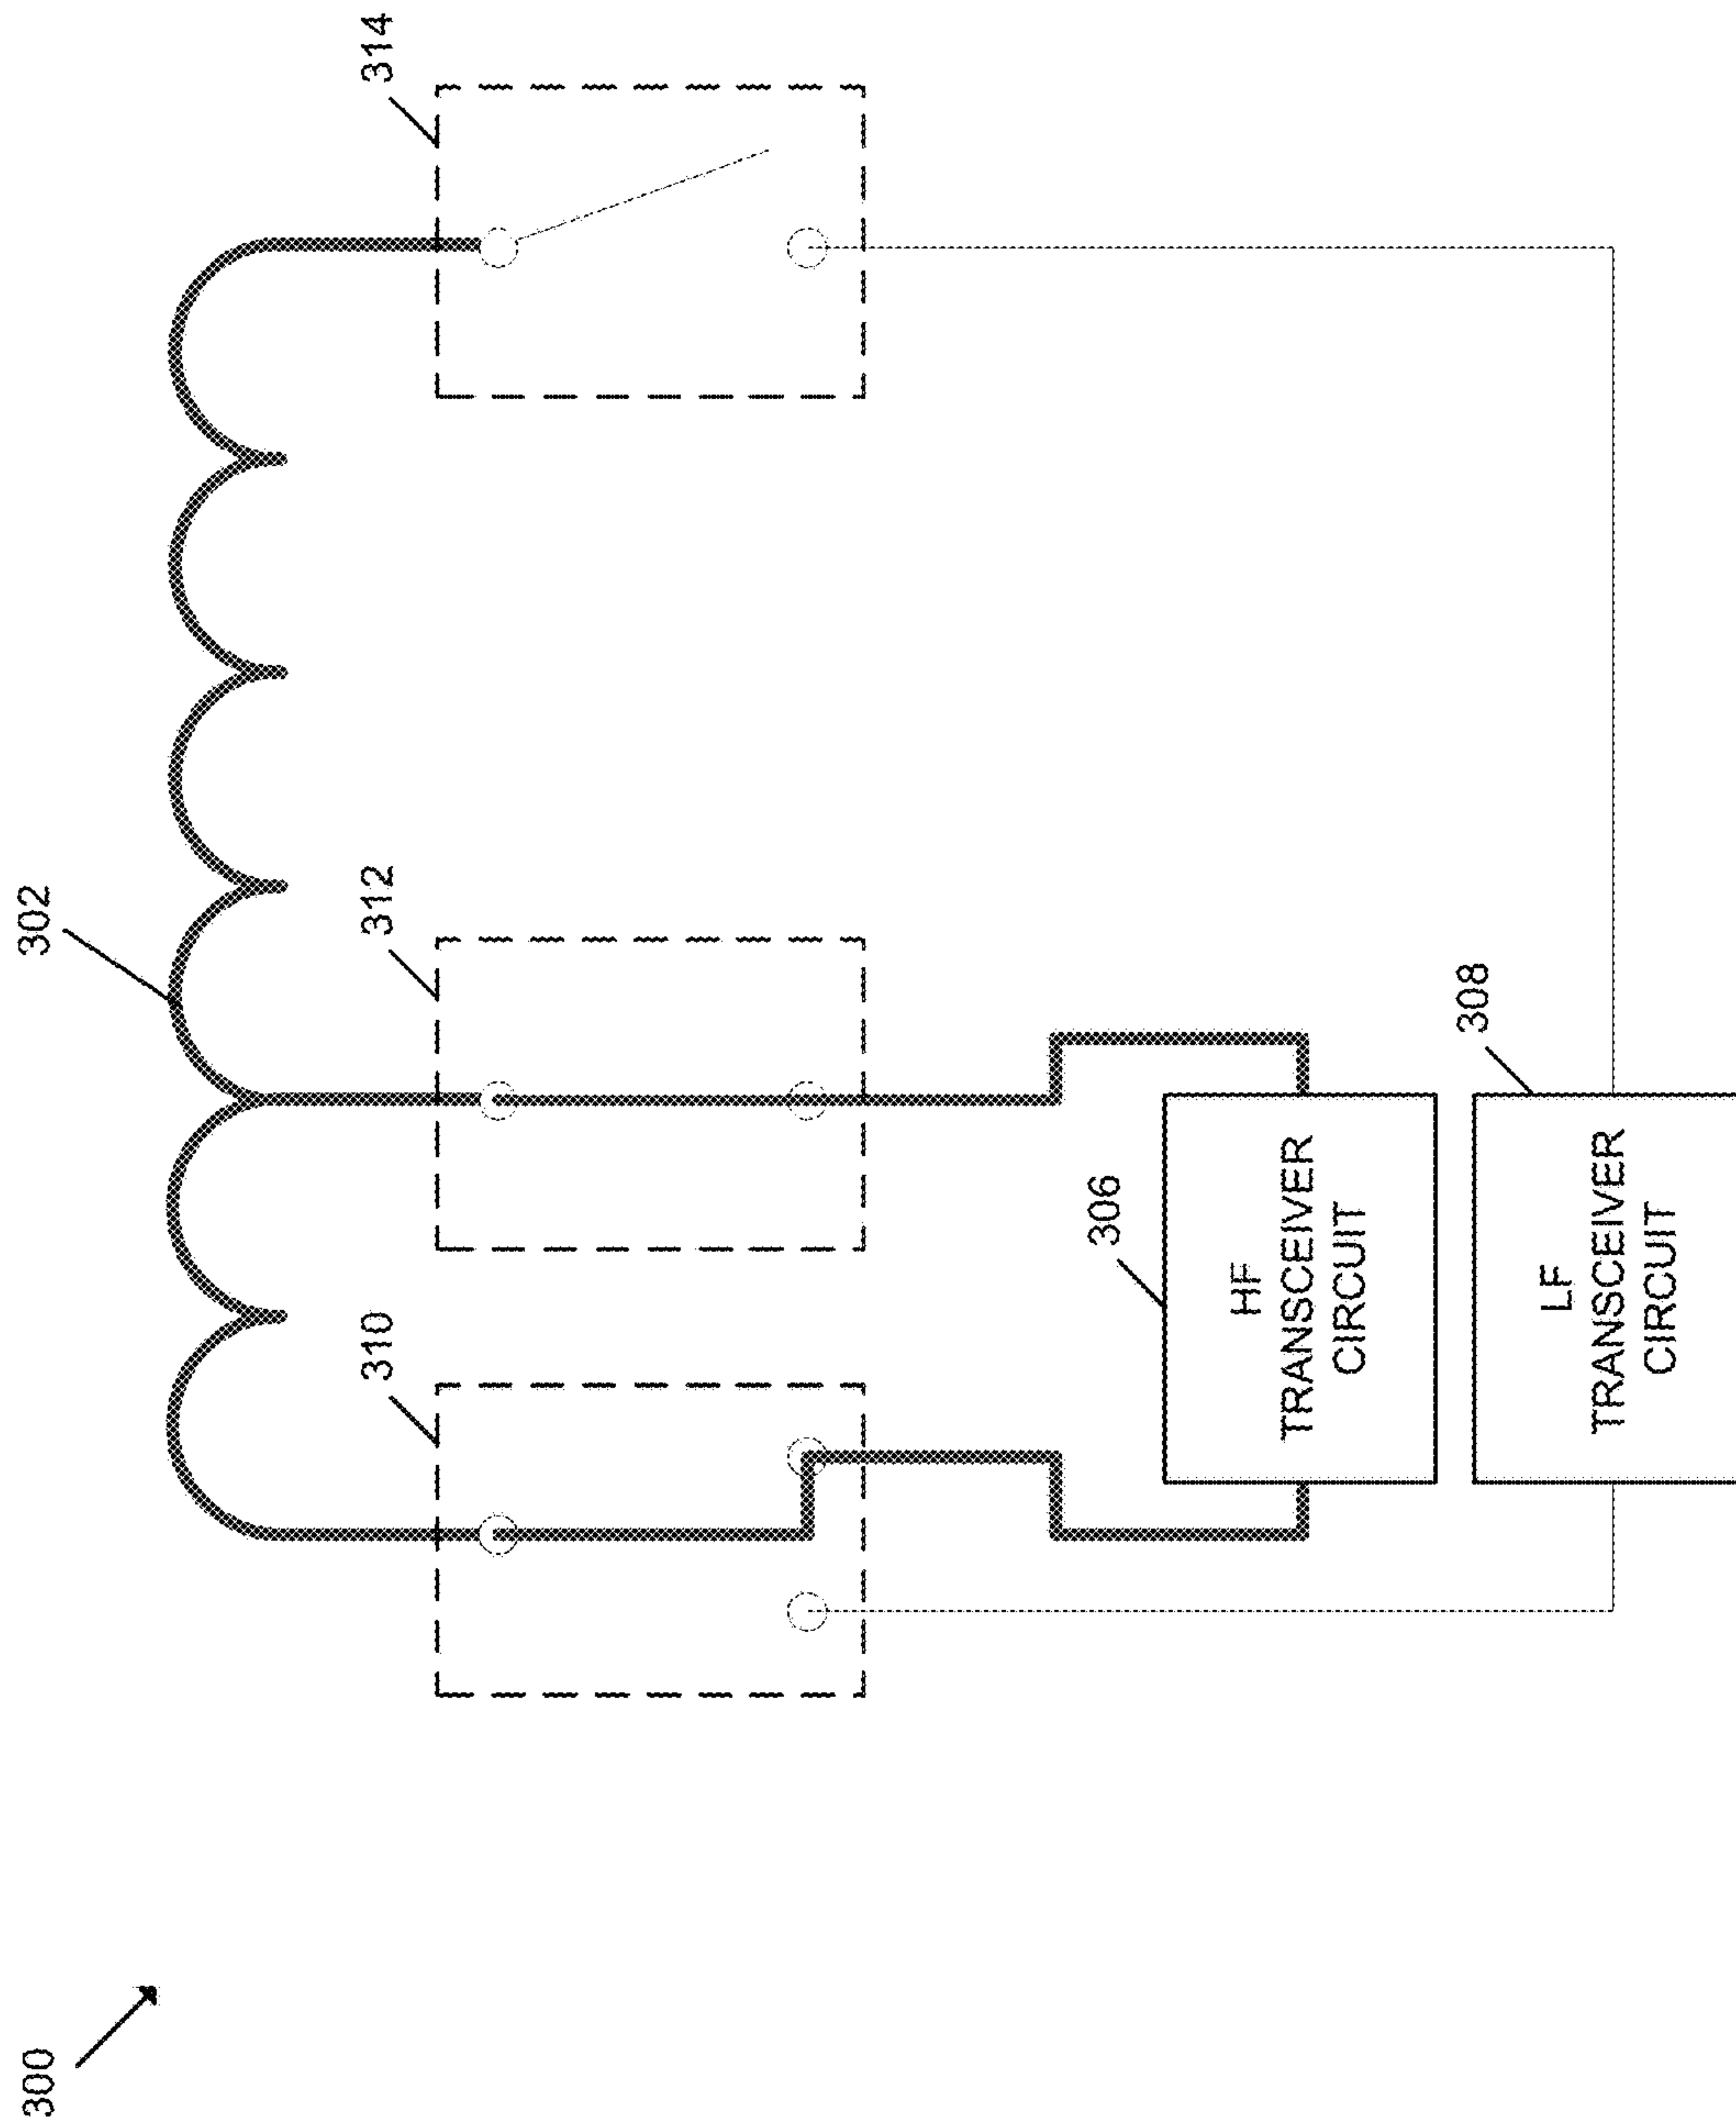 300
302
310
312
314
306
HF
TRANSCEIVER
CIRCUIT
308
LF
TRANSCEIVER
CIRCUIT